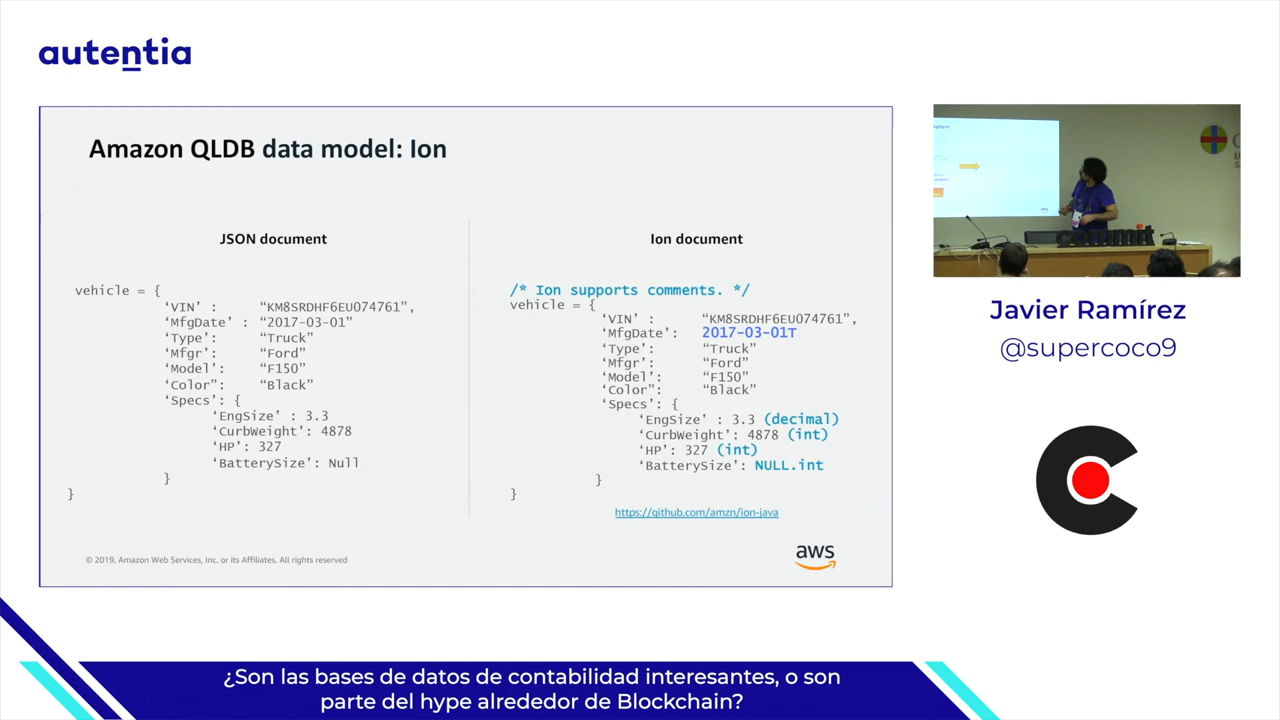 autentia
Amazon QLDB data model: Ion
JSON document
vehicle = {
‘VIN’ : “KM8SRDHF6EU074761”,
‘MfgDate’ : “2017-03-01”
‘Type’: “Truck”
‘Mfgr’: “Ford”
‘Model’: “F150”
‘Color”: “Black”
‘Specs’: {
‘EngSize’ : 3.3
‘CurbWeight’: 4878
‘HP’: 327
‘BatterySize’: Null
}
}
Ion document
/* Ion supports comments. */
vehicle = {
‘VIN’ : “KM8SRDHF6EU074761”,
‘MfgDate’: 2017-03-01T
‘Type’: “Truck”
‘Mfgr’: “Ford”
‘Model’: “F150”
‘Color”: “Black”
‘Specs’: {
‘EngSize’ : 3.3 (decimal)
‘CurbWeight’: 4878 (int)
‘HP’: 327 (int)
‘BatterySize’: NULL.int
}
}
https://github.com/amzn/ion-java
© 2019, Amazon Web Services, Inc. or its Affiliates. All rights reserved
aws
Javier Ramírez
@supercoco9
¿Son las bases de datos de contabilidad interesantes, o son
parte del hype alrededor de Blockchain?